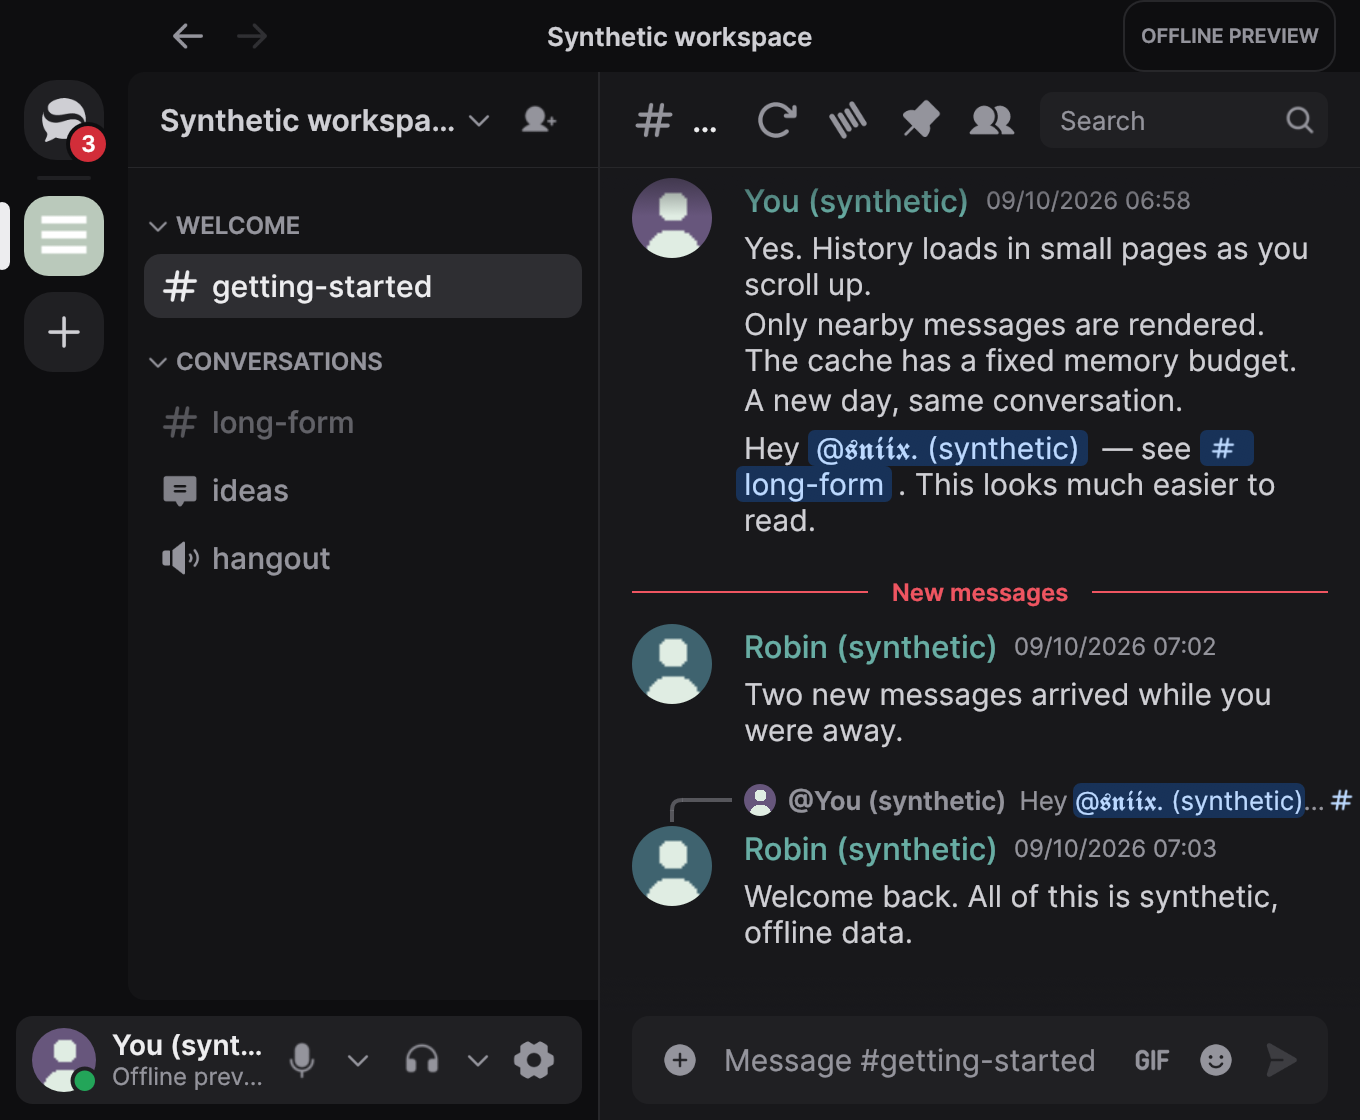 Synthetic workspace
OFFLINE PREVIEW
3
Synthetic workspa...
WELCOME
# getting-started
CONVERSATIONS
# long-form
ideas
hangout
You (synt...
Offline prev...
# ...
Search
You (synthetic) 09/10/2026 06:58
Yes. History loads in small pages as you
scroll up.
Only nearby messages are rendered.
The cache has a fixed memory budget.
A new day, same conversation.
Hey @𝖘𝖓𝖎́𝖎́𝖝. (synthetic) — see #
long-form . This looks much easier to
read.
New messages
Robin (synthetic) 09/10/2026 07:02
Two new messages arrived while you
were away.
@You (synthetic) Hey @𝖘𝖓𝖎́𝖎́𝖝. (synthetic)... #
Robin (synthetic) 09/10/2026 07:03
Welcome back. All of this is synthetic,
offline data.
Message #getting-started GIF